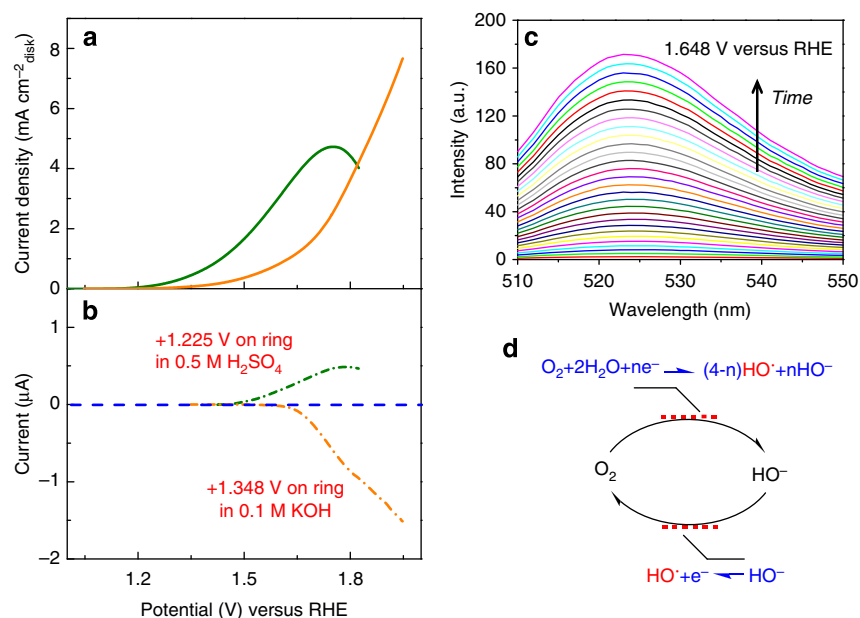 a
Current density (mA cm⁻²disk)
8
6
4
2
0
b
Current (μA)
1
0
−1
−2
+1.225 V on ring
in 0.5 M H₂SO₄
+1.348 V on ring
in 0.1 M KOH
1.2
1.5
1.8
Potential (V) versus RHE
c
Intensity (a.u.)
200
160
120
80
40
0
1.648 V versus RHE
Time
510
520
530
540
550
Wavelength (nm)
d
O₂+2H₂O+ne⁻ (4-n)HO˙+nHO⁻
O₂
HO⁻
HO˙+e⁻ HO⁻